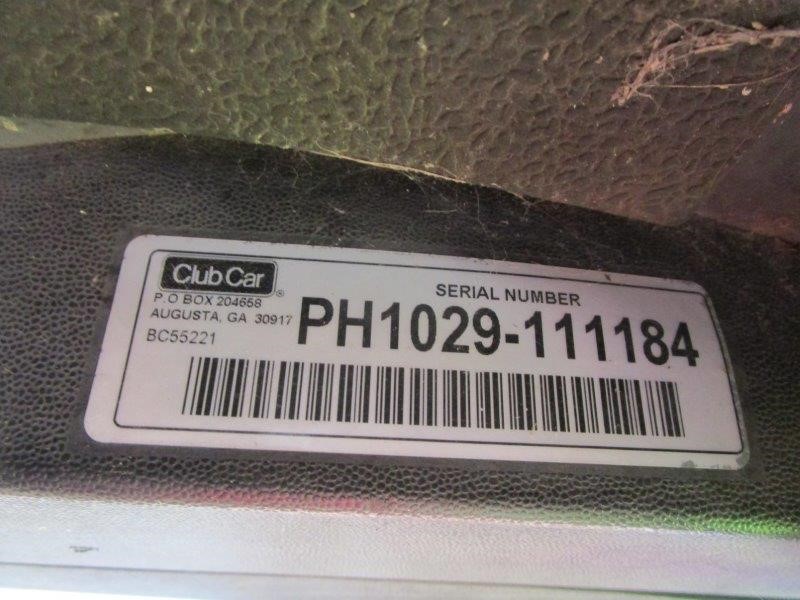 Club Car®
P.O BOX 204658
AUGUSTA, GA 30917
BC55221
SERIAL NUMBER
PH1029-111184